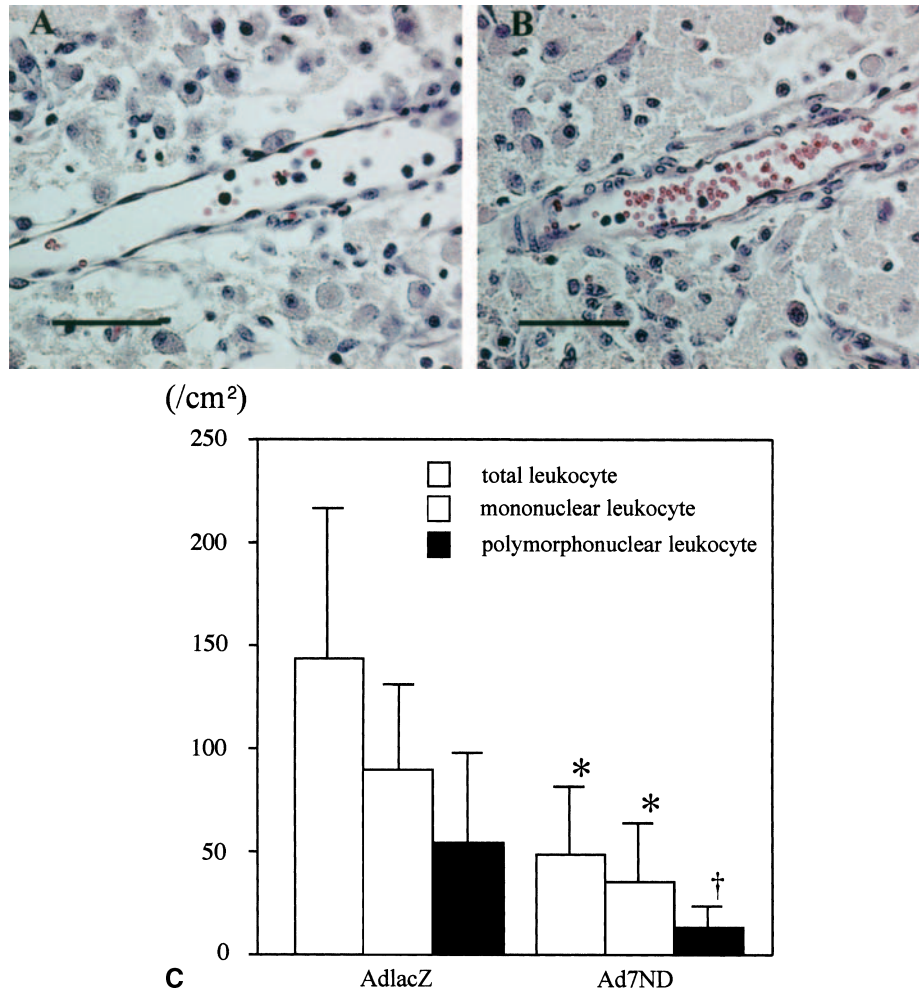 A
B
(/cm²)
250
200
150
100
50
0
total leukocyte
mononuclear leukocyte
polymorphonuclear leukocyte
*
*
†
C
AdlacZ
Ad7ND